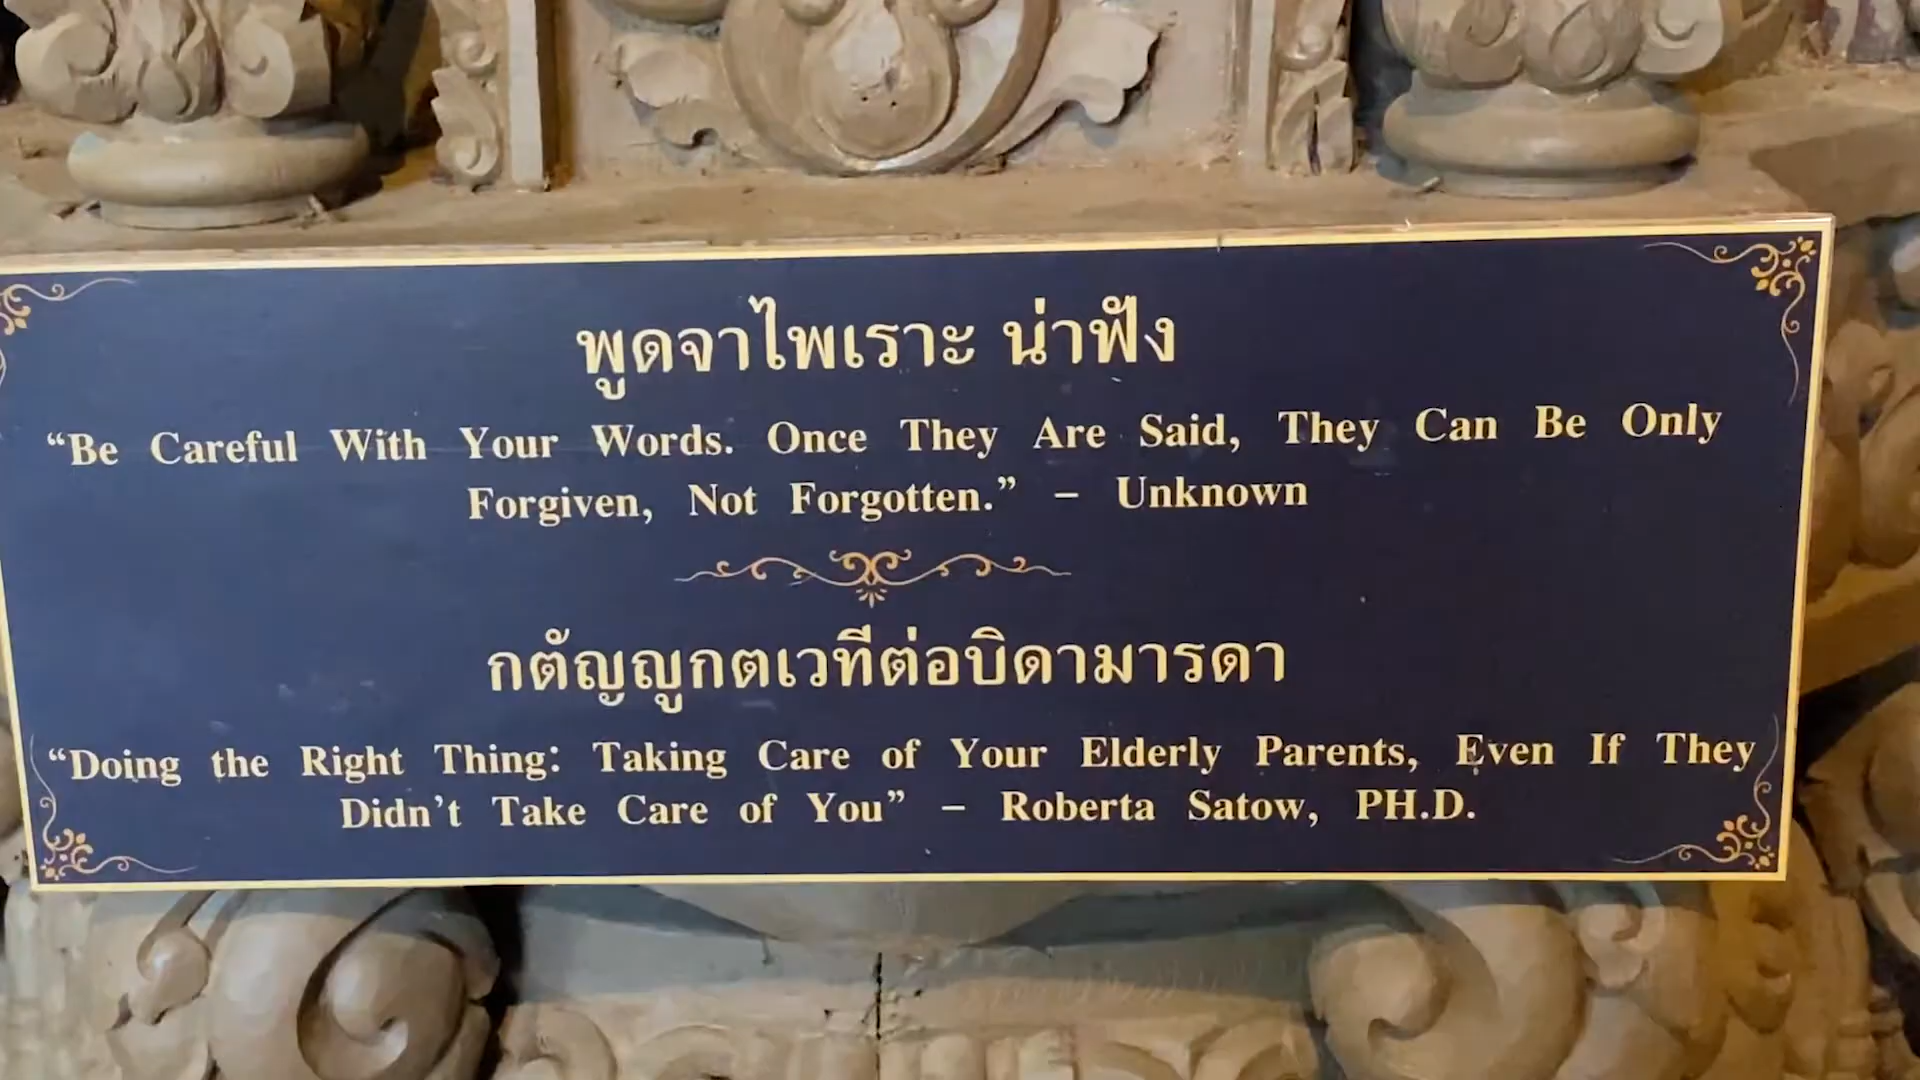 พูดจาไพเราะ น่าฟัง
“Be Careful With Your Words. Once They Are Said, They Can Be Only
Forgiven, Not Forgotten.” – Unknown
กตัญญูกตเวทีต่อบิดามารดา
“Doing the Right Thing: Taking Care of Your Elderly Parents, Even If They
Didn’t Take Care of You” – Roberta Satow, PH.D.